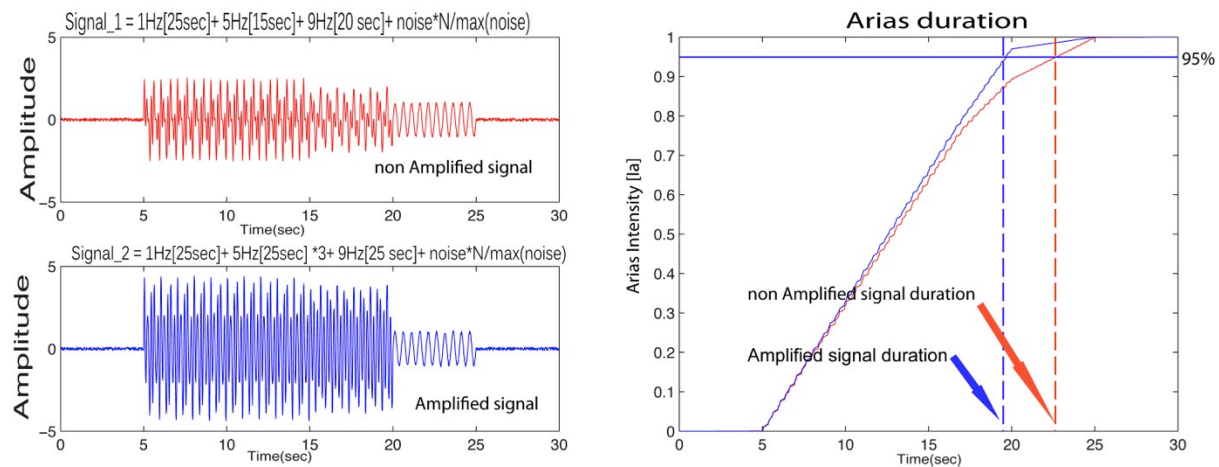 Signal_1 = 1Hz[25sec]+ 5Hz[15sec]+ 9Hz[20 sec]+ noise*N/max(noise)
5
0
-5
Amplitude
non Amplified signal
0 5 10 15 20 25 30
Time(sec)
Signal_2 = 1Hz[25sec]+ 5Hz[25sec] *3+ 9Hz[25 sec]+ noise*N/max(noise)
5
0
-5
Amplitude
Amplified signal
0 5 10 15 20 25 30
Time(sec)
Arias duration
1
0.9
0.8
0.7
0.6
0.5
0.4
0.3
0.2
0.1
0
Arias Intensity [Ia]
95%
non Amplified signal duration
Amplified signal duration
0 5 10 15 20 25 30
Time(sec)